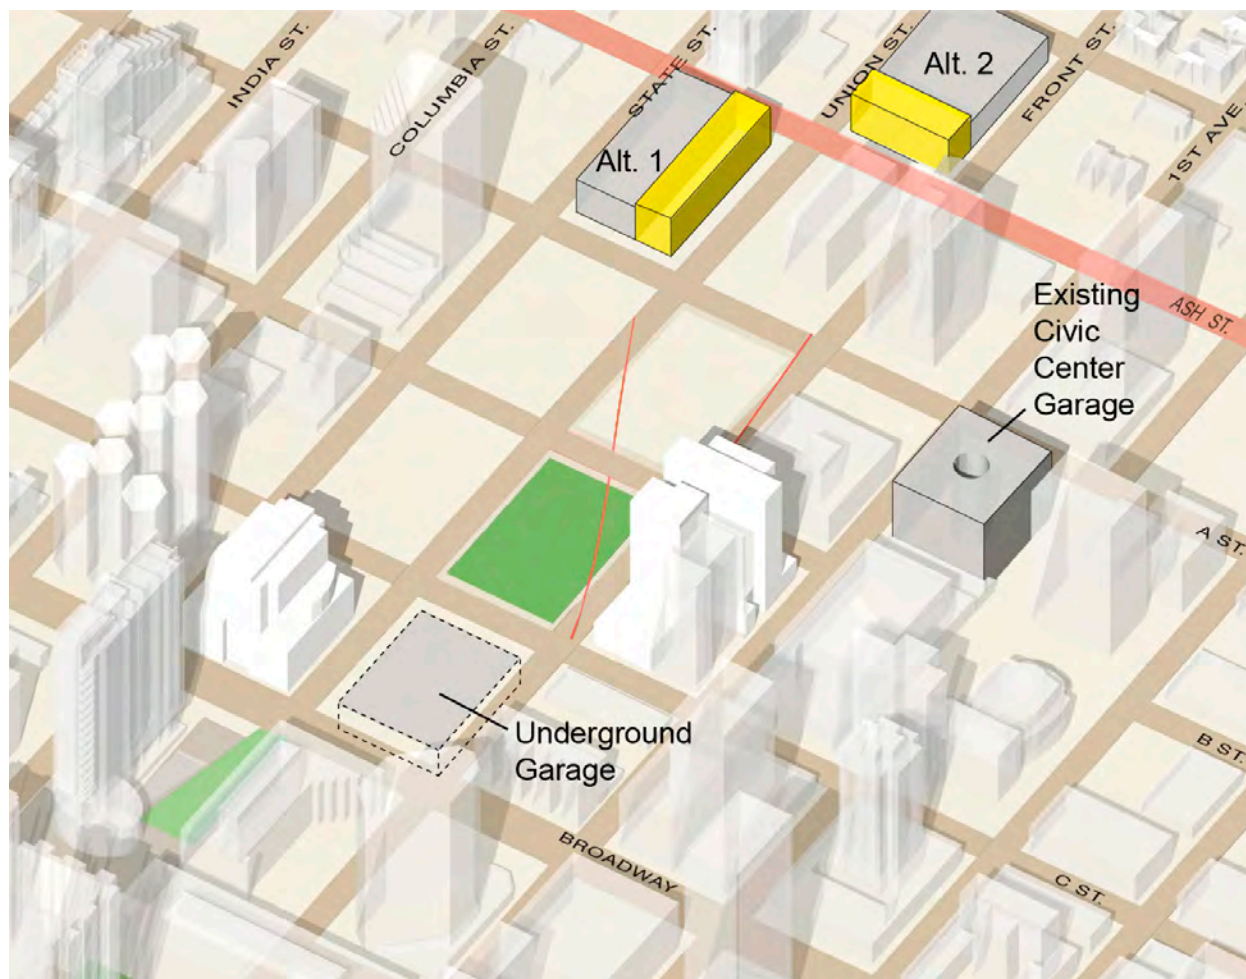 INDIA ST.
COLUMBIA ST.
STATE ST.
UNION ST.
FRONT ST.
1ST AVE.
Alt. 2
Alt. 1
Existing
Civic
Center
Garage
ASH ST.
A ST.
Underground
Garage
B ST.
BROADWAY
C ST.